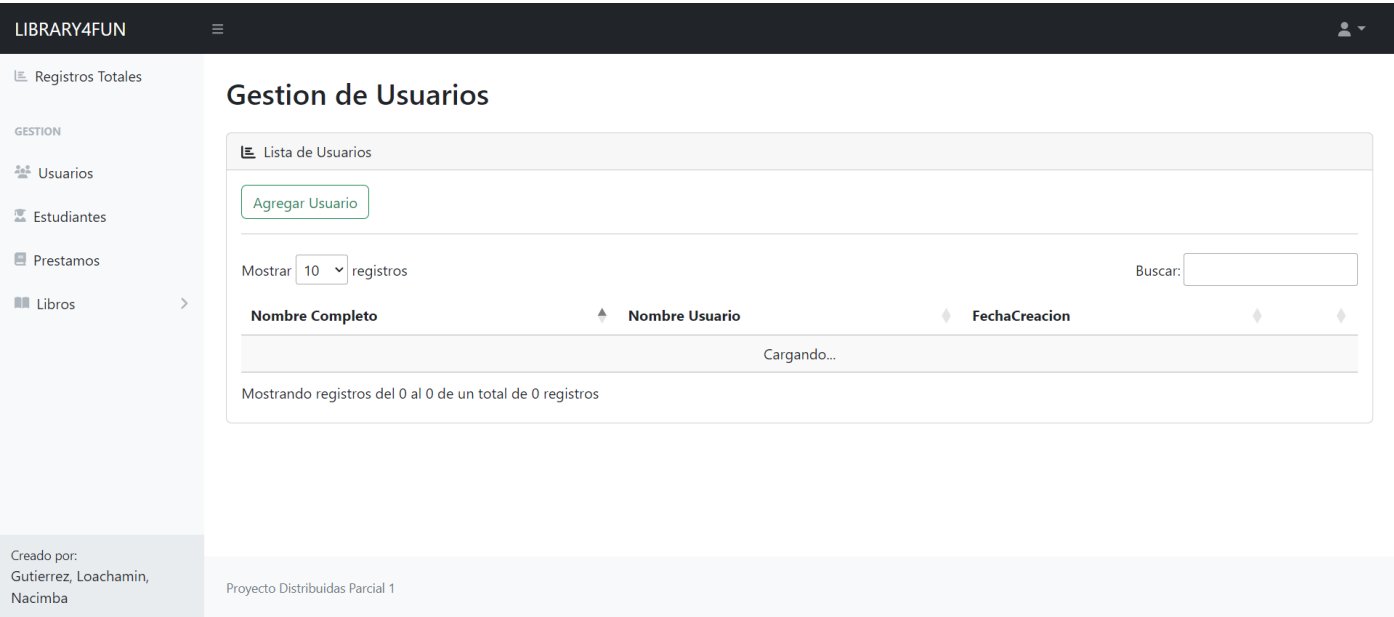 LIBRARY4FUN
Registros Totales
GESTION
Usuarios
Estudiantes
Prestamos
Libros
Creado por:
Gutierrez, Loachamin,
Nacimba
Gestion de Usuarios
Lista de Usuarios
Agregar Usuario
Mostrar 10 registros
Buscar:
Nombre Completo Nombre Usuario FechaCreacion
Cargando...
Mostrando registros del 0 al 0 de un total de 0 registros
Proyecto Distribuidas Parcial 1